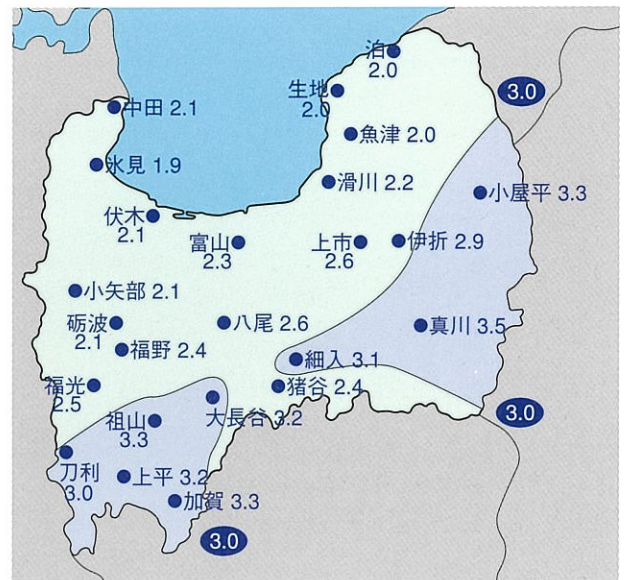 泊
2.0
生地
2.0
3.0
中田 2.1
魚津 2.0
氷見 1.9
滑川 2.2
小屋平 3.3
伏木
2.1
富山
2.3
上市
2.6
伊折 2.9
小矢部 2.1
砺波
2.1
八尾 2.6
真川 3.5
福野 2.4
細入 3.1
福光
2.5
猪谷 2.4
大長谷 3.2
3.0
祖山
3.3
刀利
3.0
上平 3.2
加賀 3.3
3.0